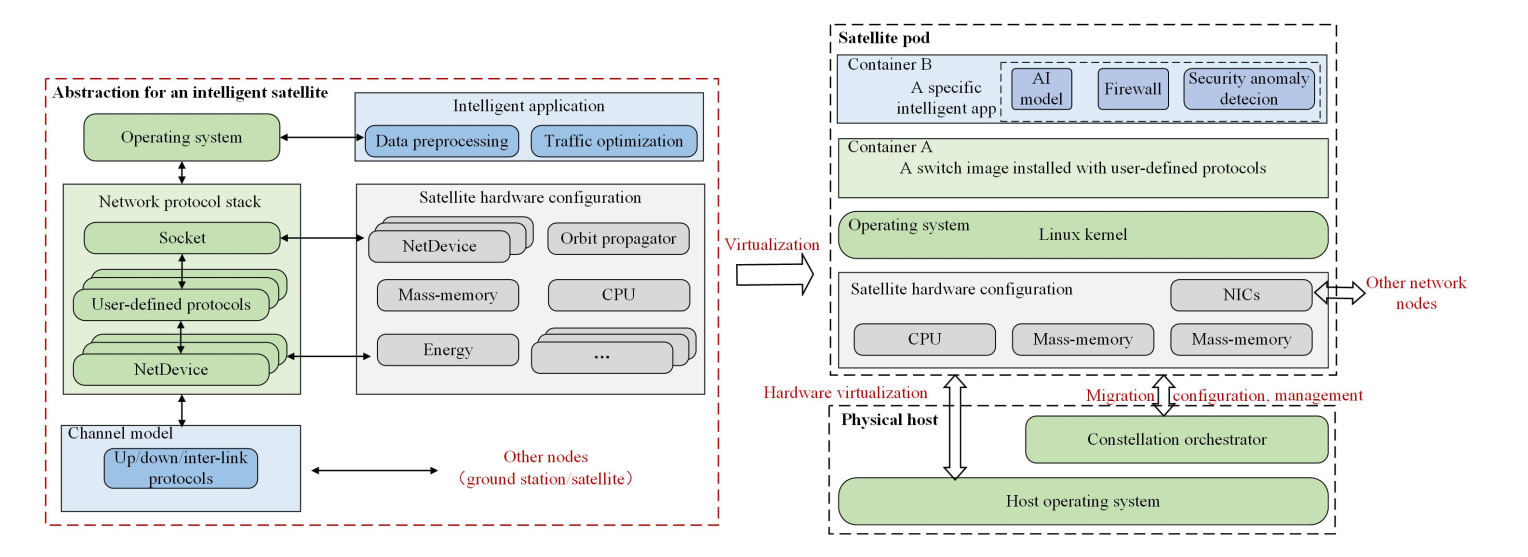 Abstraction for an intelligent satellite
Operating system
Intelligent application
Data preprocessing
Traffic optimization
Network protocol stack
Socket
User-defined protocols
NetDevice
Satellite hardware configuration
NetDevice
Orbit propagator
Mass-memory
CPU
Energy
...
Channel model
Up/down/inter-link
protocols
Other nodes
（ground station/satellite）
Virtualization
Satellite pod
Container B
A specific
intelligent app
AI
model
Firewall
Security anomaly
detecion
Container A
A switch image installed with user-defined protocols
Operating system
Linux kernel
Satellite hardware configuration
NICs
CPU
Mass-memory
Mass-memory
Other network
nodes
Hardware virtualization
Migration configuration, management
Physical host
Constellation orchestrator
Host operating system